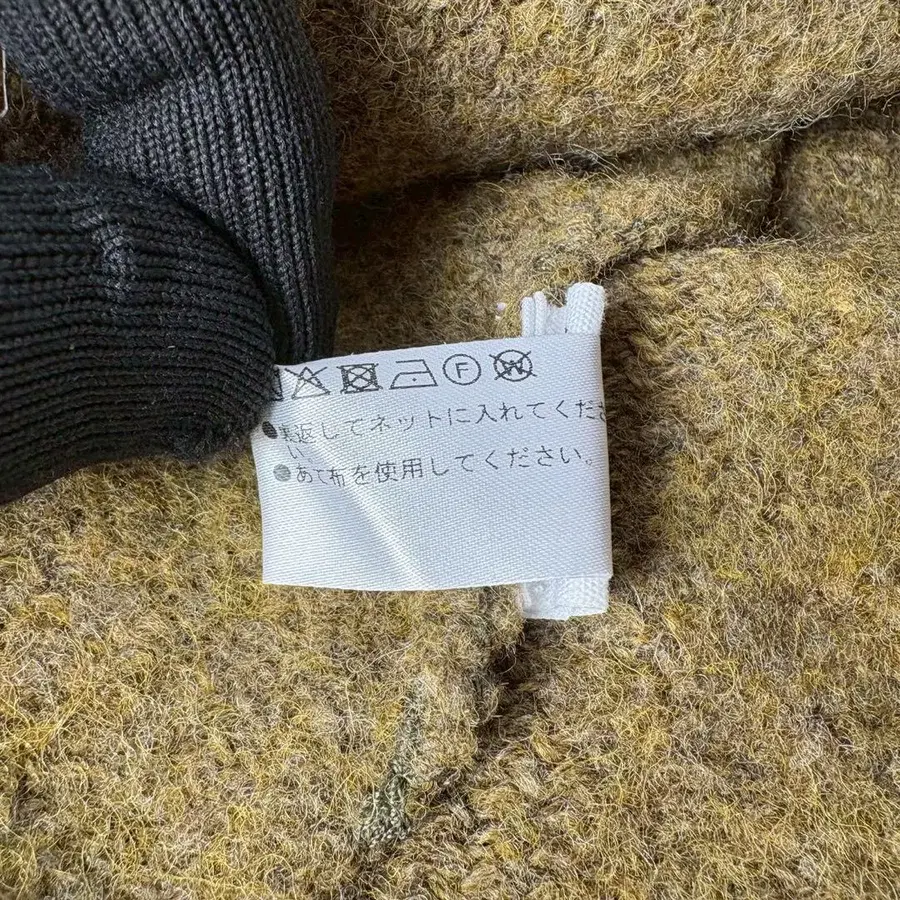 F W
●裏返してネットに入れてくださ
い。
●あて布を使用してください。